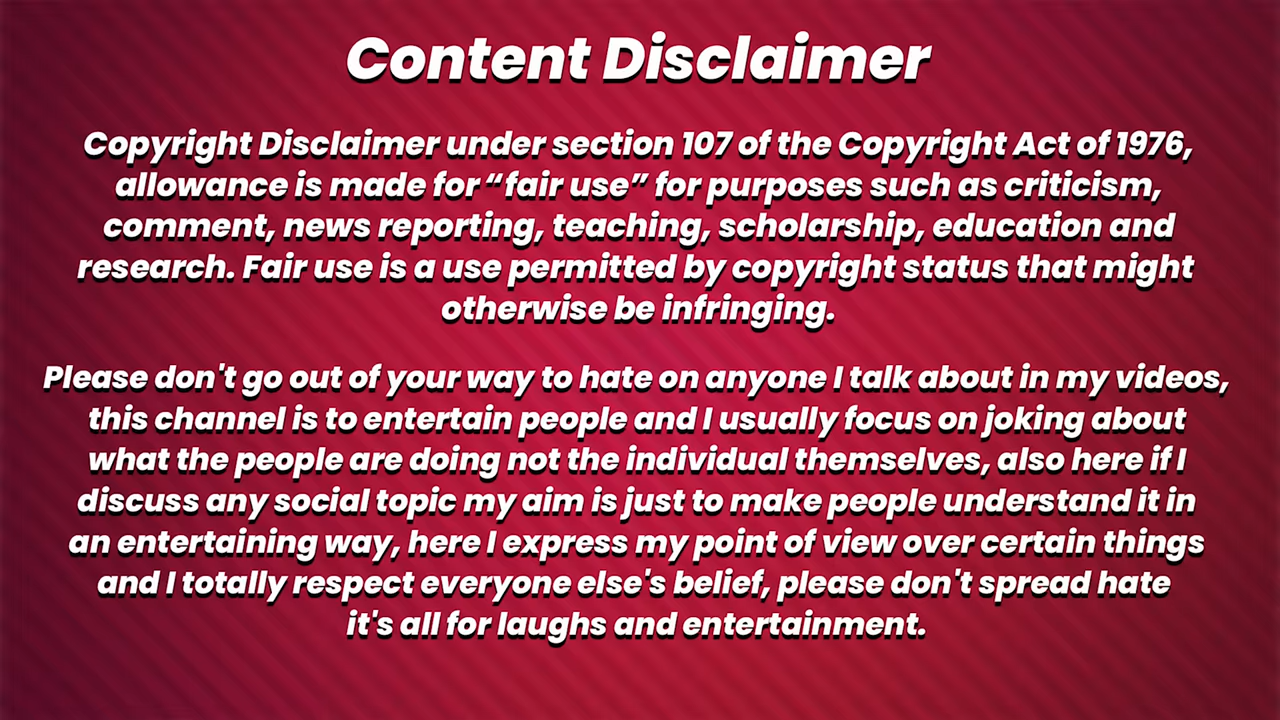 Content Disclaimer
Copyright Disclaimer under section 107 of the Copyright Act of 1976,
allowance is made for “fair use” for purposes such as criticism,
comment, news reporting, teaching, scholarship, education and
research. Fair use is a use permitted by copyright status that might
otherwise be infringing.
Please don't go out of your way to hate on anyone I talk about in my videos,
this channel is to entertain people and I usually focus on joking about
what the people are doing not the individual themselves, also here if I
discuss any social topic my aim is just to make people understand it in
an entertaining way, here I express my point of view over certain things
and I totally respect everyone else's belief, please don't spread hate
it's all for laughs and entertainment.